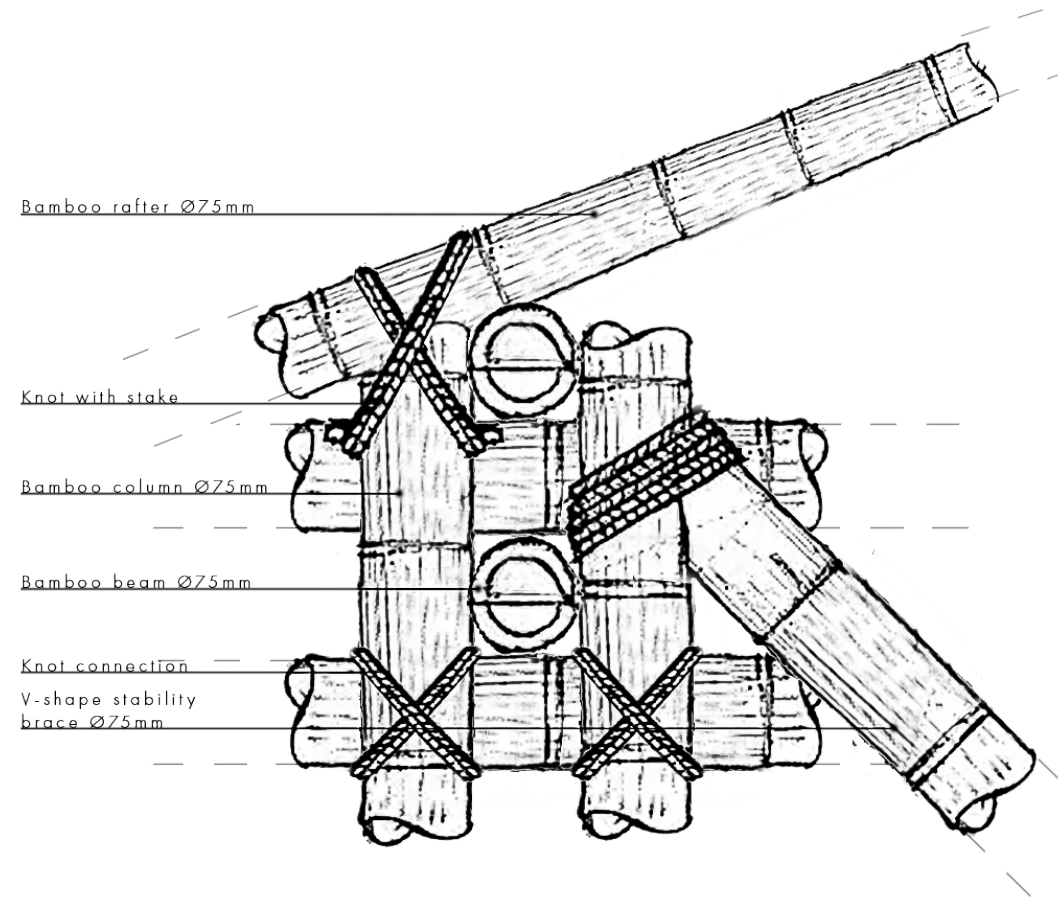 Bamboo rafter Ø75mm
Knot with stake
Bamboo column Ø75mm
Bamboo beam Ø75mm
Knot connection
V-shape stability
brace Ø75mm